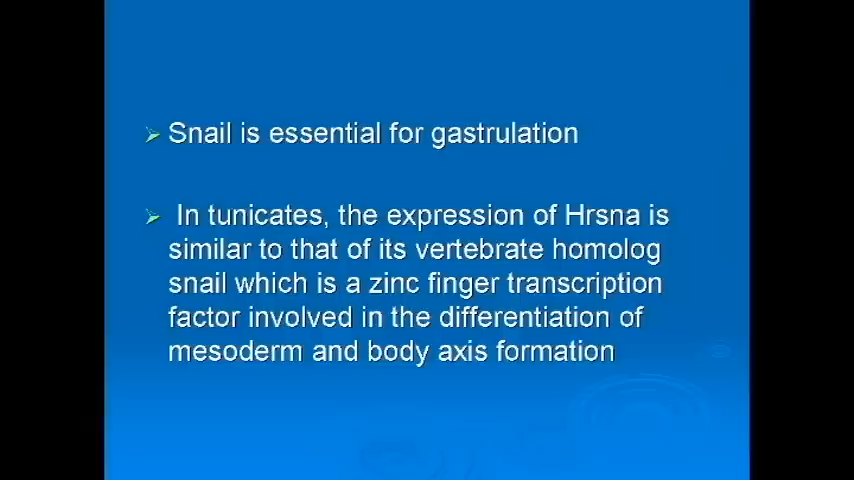 Snail is essential for gastrulation
In tunicates, the expression of Hrsna is
similar to that of its vertebrate homolog
snail which is a zinc finger transcription
factor involved in the differentiation of
mesoderm and body axis formation